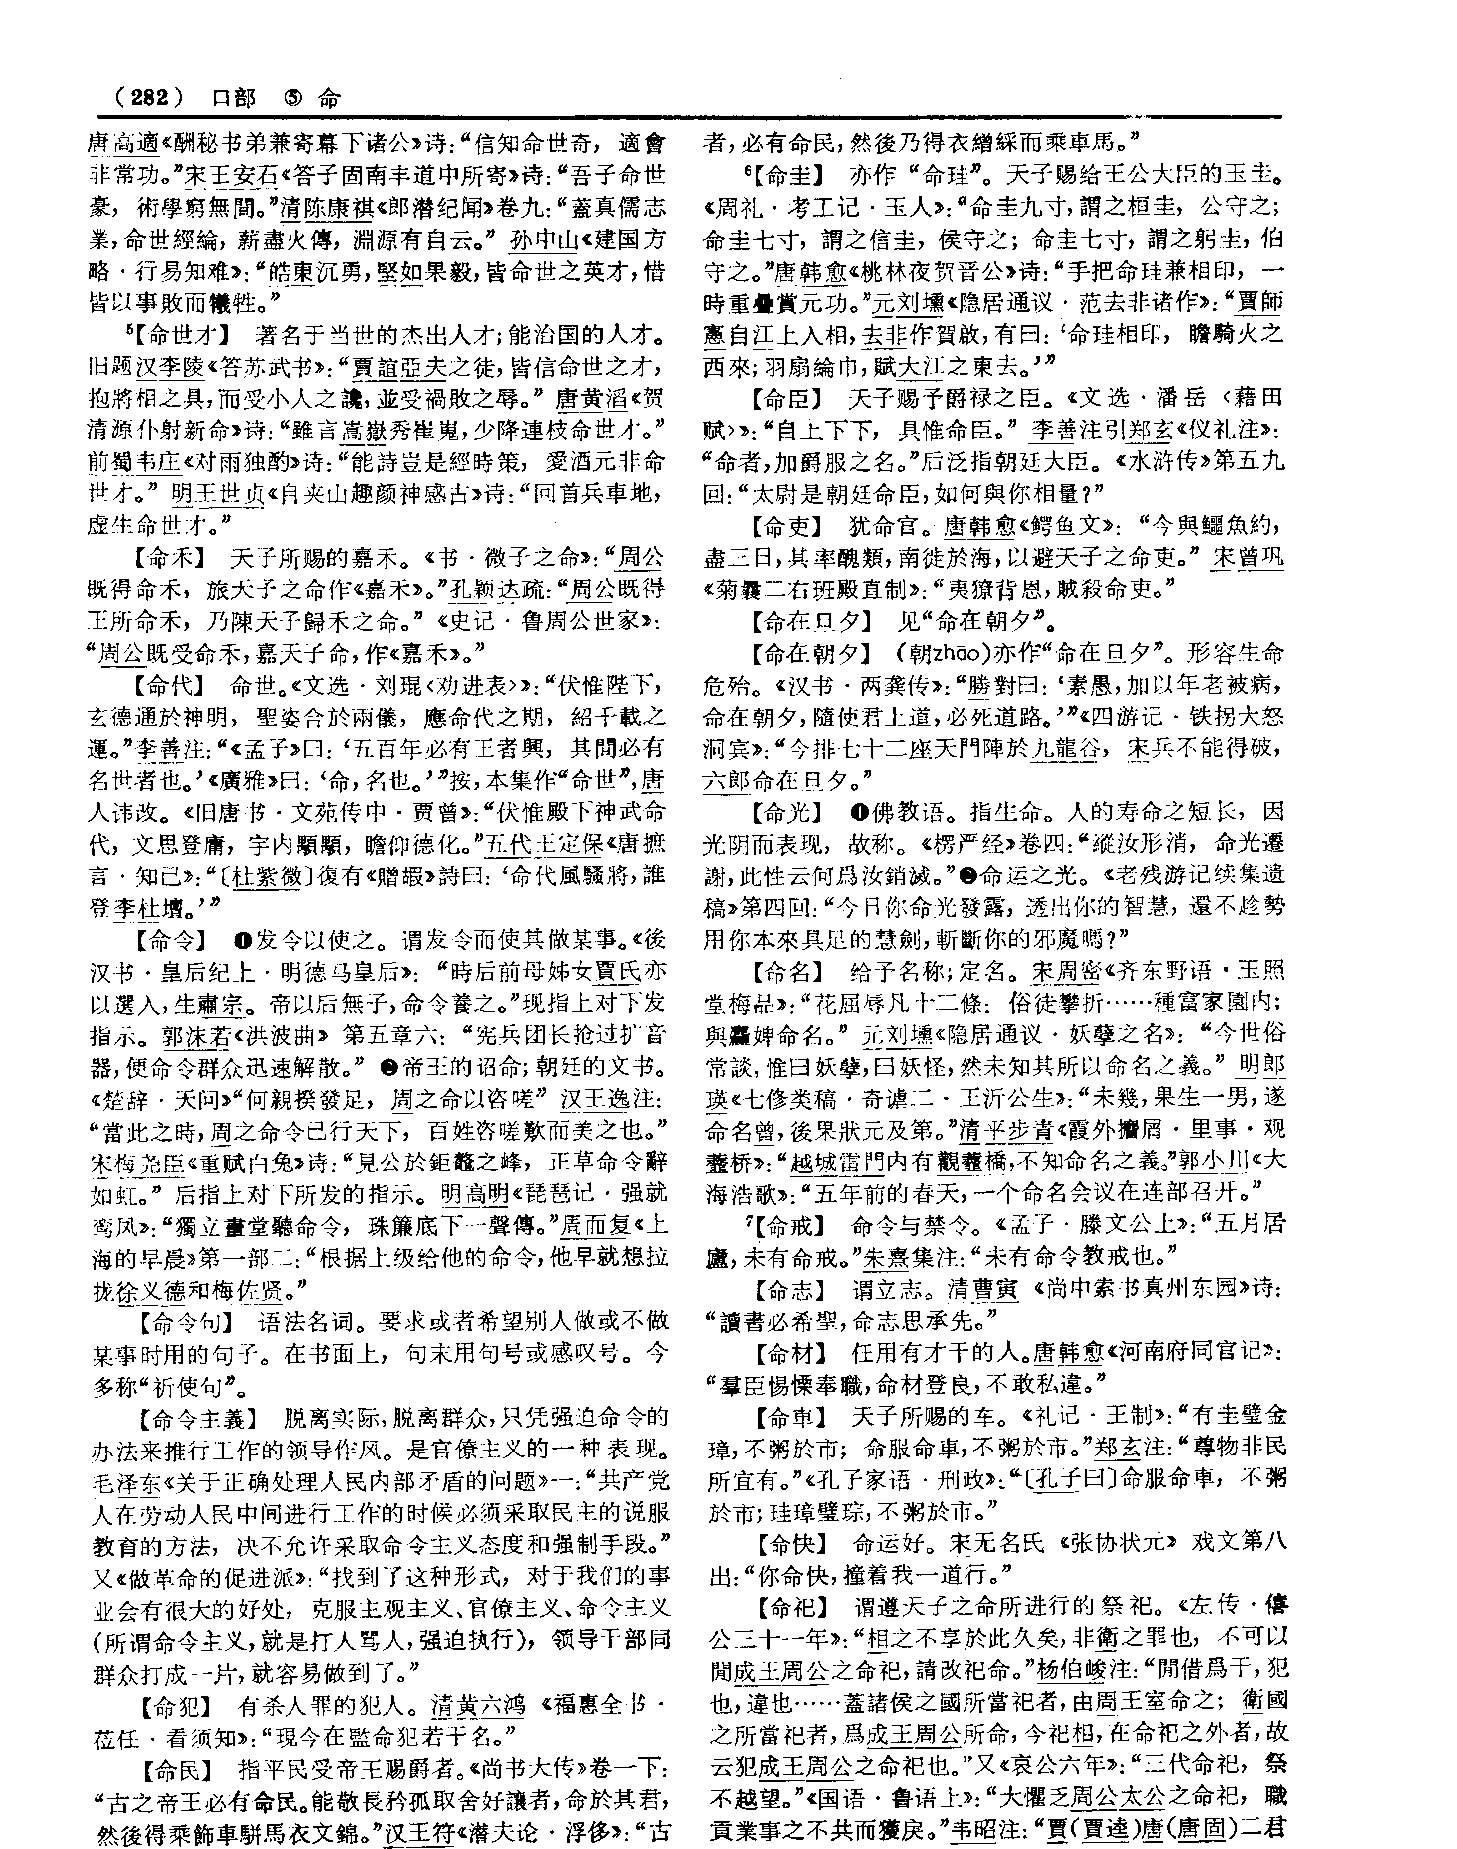 (282) 口部 ⑤ 命
唐高適《酬秘书弟兼寄幕下诸公》诗：“信知命世奇，適會
非常功。”宋王安石《答子固南丰道中所寄》诗：“吾子命世
豪，術學窮無間。”清陈康祺《郎潜纪闻》卷九：“蓋真儒志
業，命世經綸，薪盡火傳，淵源有自云。”孙中山《建国方
略·行易知难》：“皓東沉勇，堅如果毅，皆命世之英才，惜
皆以事敗而犧牲。”
⁵【命世才】 著名于当世的杰出人才；能治国的人才。
旧题汉李陵《答苏武书》：“賈誼亞夫之徒，皆信命世之才，
抱將相之具，而受小人之讒，並受禍敗之辱。”唐黄滔《贺
清源仆射新命》诗：“雖言嵩嶽秀崔嵬，少降連枝命世才。”
前蜀韦庄《对雨独酌》诗：“能詩豈是經時策，愛酒元非命
世才。”明王世贞《自夹山趣颜神感古》诗：“回首兵車地，
虚生命世才。”
【命禾】 天子所赐的嘉禾。《书·微子之命》：“周公
既得命禾，旅天子之命作《嘉禾》。”孔颖达疏：“周公既得
王所命禾，乃陳天子歸禾之命。”《史记·鲁周公世家》：
“周公既受命禾，嘉天子命，作《嘉禾》。”
【命代】 命世。《文选·刘琨〈劝进表〉》：“伏惟陛下，
玄德通於神明，聖姿合於兩儀，應命代之期，紹千載之
運。”李善注：“《孟子》曰：‘五百年必有王者興，其間必有
名世者也。’《廣雅》曰：‘命，名也。’”按，本集作“命世”，唐
人讳改。《旧唐书·文苑传中·贾曾》：“伏惟殿下神武命
代，文思登庸，宇内顒顒，瞻仰德化。”五代王定保《唐摭
言·知己》：“〔杜紫微〕復有《贈嘏》詩曰：‘命代風騷將，誰
登李杜壇。’”
【命令】 ❶发令以使之。谓发令而使其做某事。《後
汉书·皇后纪上·明德马皇后》：“時后前母姊女賈氏亦
以選入，生肅宗。帝以后無子，命令養之。”现指上对下发
指示。郭沫若《洪波曲》第五章六：“宪兵团长抢过扩音
器，便命令群众迅速解散。”❷帝王的诏命；朝廷的文书。
《楚辞·天问》“何親揆發足，周之命以咨嗟”汉王逸注：
“當此之時，周之命令已行天下，百姓咨嗟歎而美之也。”
宋梅尧臣《重赋白兔》诗：“見公於鉅鼇之峰，正草命令辭
如虹。”后指上对下所发的指示。明高明《琵琶记·强就
鸾凤》：“獨立畫堂聽命令，珠簾底下一聲傳。”周而复《上
海的早晨》第一部二：“根据上级给他的命令，他早就想拉
拢徐义德和梅佐贤。”
【命令句】 语法名词。要求或者希望别人做或不做
某事时用的句子。在书面上，句末用句号或感叹号。今
多称“祈使句”。
【命令主義】 脱离实际，脱离群众，只凭强迫命令的
办法来推行工作的领导作风。是官僚主义的一种表现。
毛泽东《关于正确处理人民内部矛盾的问题》一：“共产党
人在劳动人民中间进行工作的时候必须采取民主的说服
教育的方法，决不允许采取命令主义态度和强制手段。”
又《做革命的促进派》：“找到了这种形式，对于我们的事
业会有很大的好处，克服主观主义、官僚主义、命令主义
(所谓命令主义，就是打人骂人，强迫执行)，领导干部同
群众打成一片，就容易做到了。”
【命犯】 有杀人罪的犯人。清黄六鸿《福惠全书·
莅任·看须知》：“现今在监命犯若干名。”
【命民】 指平民受帝王赐爵者。《尚书大传》卷一下：
“古之帝王必有命民。能敬長矜孤取舍好讓者，命於其君，
然後得乘飾車駢馬衣文錦。”汉王符《潜夫论·浮侈》：“古
者，必有命民，然後乃得衣繒綵而乘車馬。”
⁶【命圭】 亦作“命珪”。天子赐给王公大臣的玉圭。
《周礼·考工记·玉人》：“命圭九寸，謂之桓圭，公守之；
命圭七寸，謂之信圭，侯守之；命圭七寸，謂之躬圭，伯
守之。”唐韩愈《桃林夜贺晋公》诗：“手把命珪兼相印，一
時重疊賞元功。”元刘壎《隐居通议·范去非诸作》：“賈師
憲自江上入相，去非作賀啟，有曰：‘命珪相印，瞻騎火之
西來；羽扇綸巾，賦大江之東去。’”
【命臣】 天子赐予爵禄之臣。《文选·潘岳〈藉田
赋〉》：“自上下下，具惟命臣。”李善注引郑玄《仪礼注》：
“命者，加爵服之名。”后泛指朝廷大臣。《水浒传》第五九
回：“太尉是朝廷命臣，如何與你相量？”
【命吏】 犹命官。唐韩愈《鳄鱼文》：“今與鱷魚約，
盡三日，其率醜類，南徙於海，以避天子之命吏。”宋曾巩
《菊叢二右班殿直制》：“夷獠背恩，賊殺命吏。”
【命在旦夕】 见“命在朝夕”。
【命在朝夕】 (朝zhāo)亦作“命在旦夕”。形容生命
危殆。《汉书·两龚传》：“勝對曰：‘素愚，加以年老被病，
命在朝夕，隨使君上道，必死道路。’”《四游记·铁拐大怒
洞宾》：“今排七十二座天門陣於九龍谷，宋兵不能得破，
六郎命在旦夕。”
【命光】 ❶佛教语。指生命。人的寿命之短长，因
光阴而表现，故称。《楞严经》卷四：“縱汝形消，命光遷
謝，此性云何爲汝銷滅。”❷命运之光。《老残游记续集遗
稿》第四回：“今日你命光發露，透出你的智慧，還不趁勢
用你本來具足的慧劍，斬斷你的邪魔嗎？”
【命名】 给予名称；定名。宋周密《齐东野语·玉照
堂梅品》：“花屈辱凡十二條：俗徒攀折……種富家園内；
與麤婢命名。”元刘壎《隐居通议·妖孽之名》：“今世俗
常談，惟曰妖孽，曰妖怪，然未知其所以命名之義。”明郎
瑛《七修类稿·奇谑二·王沂公生》：“未幾，果生一男，遂
命名曾，後果狀元及第。”清平步青《霞外攟屑·里事·观
鼇桥》：“越城雷門内有觀鼇橋，不知命名之義。”郭小川《大
海浩歌》：“五年前的春天，一个命名会议在连部召开。”
⁷【命戒】 命令与禁令。《孟子·滕文公上》：“五月居
廬，未有命戒。”朱熹集注：“未有命令教戒也。”
【命志】 谓立志。清曹寅《尚中索书真州东园》诗：
“讀書必希聖，命志思承先。”
【命材】 任用有才干的人。唐韩愈《河南府同官记》：
“羣臣惕慄奉職，命材登良，不敢私違。”
【命車】 天子所赐的车。《礼记·王制》：“有圭璧金
璋，不粥於市；命服命車，不粥於市。”郑玄注：“尊物非民
所宜有。”《孔子家语·刑政》：“〔孔子曰〕命服命車，不粥
於市；珪璋璧琮，不粥於市。”
【命快】 命运好。宋无名氏《张协状元》戏文第八
出：“你命快，撞着我一道行。”
【命祀】 谓遵天子之命所进行的祭祀。《左传·僖
公三十一年》：“相之不享於此久矣，非衛之罪也，不可以
間成王周公之命祀，請改祀命。”杨伯峻注：“間借爲干，犯
也，違也……蓋諸侯之國所當祀者，由周王室命之；衛國
之所當祀者，爲成王周公所命，今祀相，在命祀之外者，故
云犯成王周公之命祀也。”又《哀公六年》：“三代命祀，祭
不越望。”《国语·鲁语上》：“大懼乏周公太公之命祀，職
貢業事之不共而獲戾。”韦昭注：“賈(賈逵)唐(唐固)二君